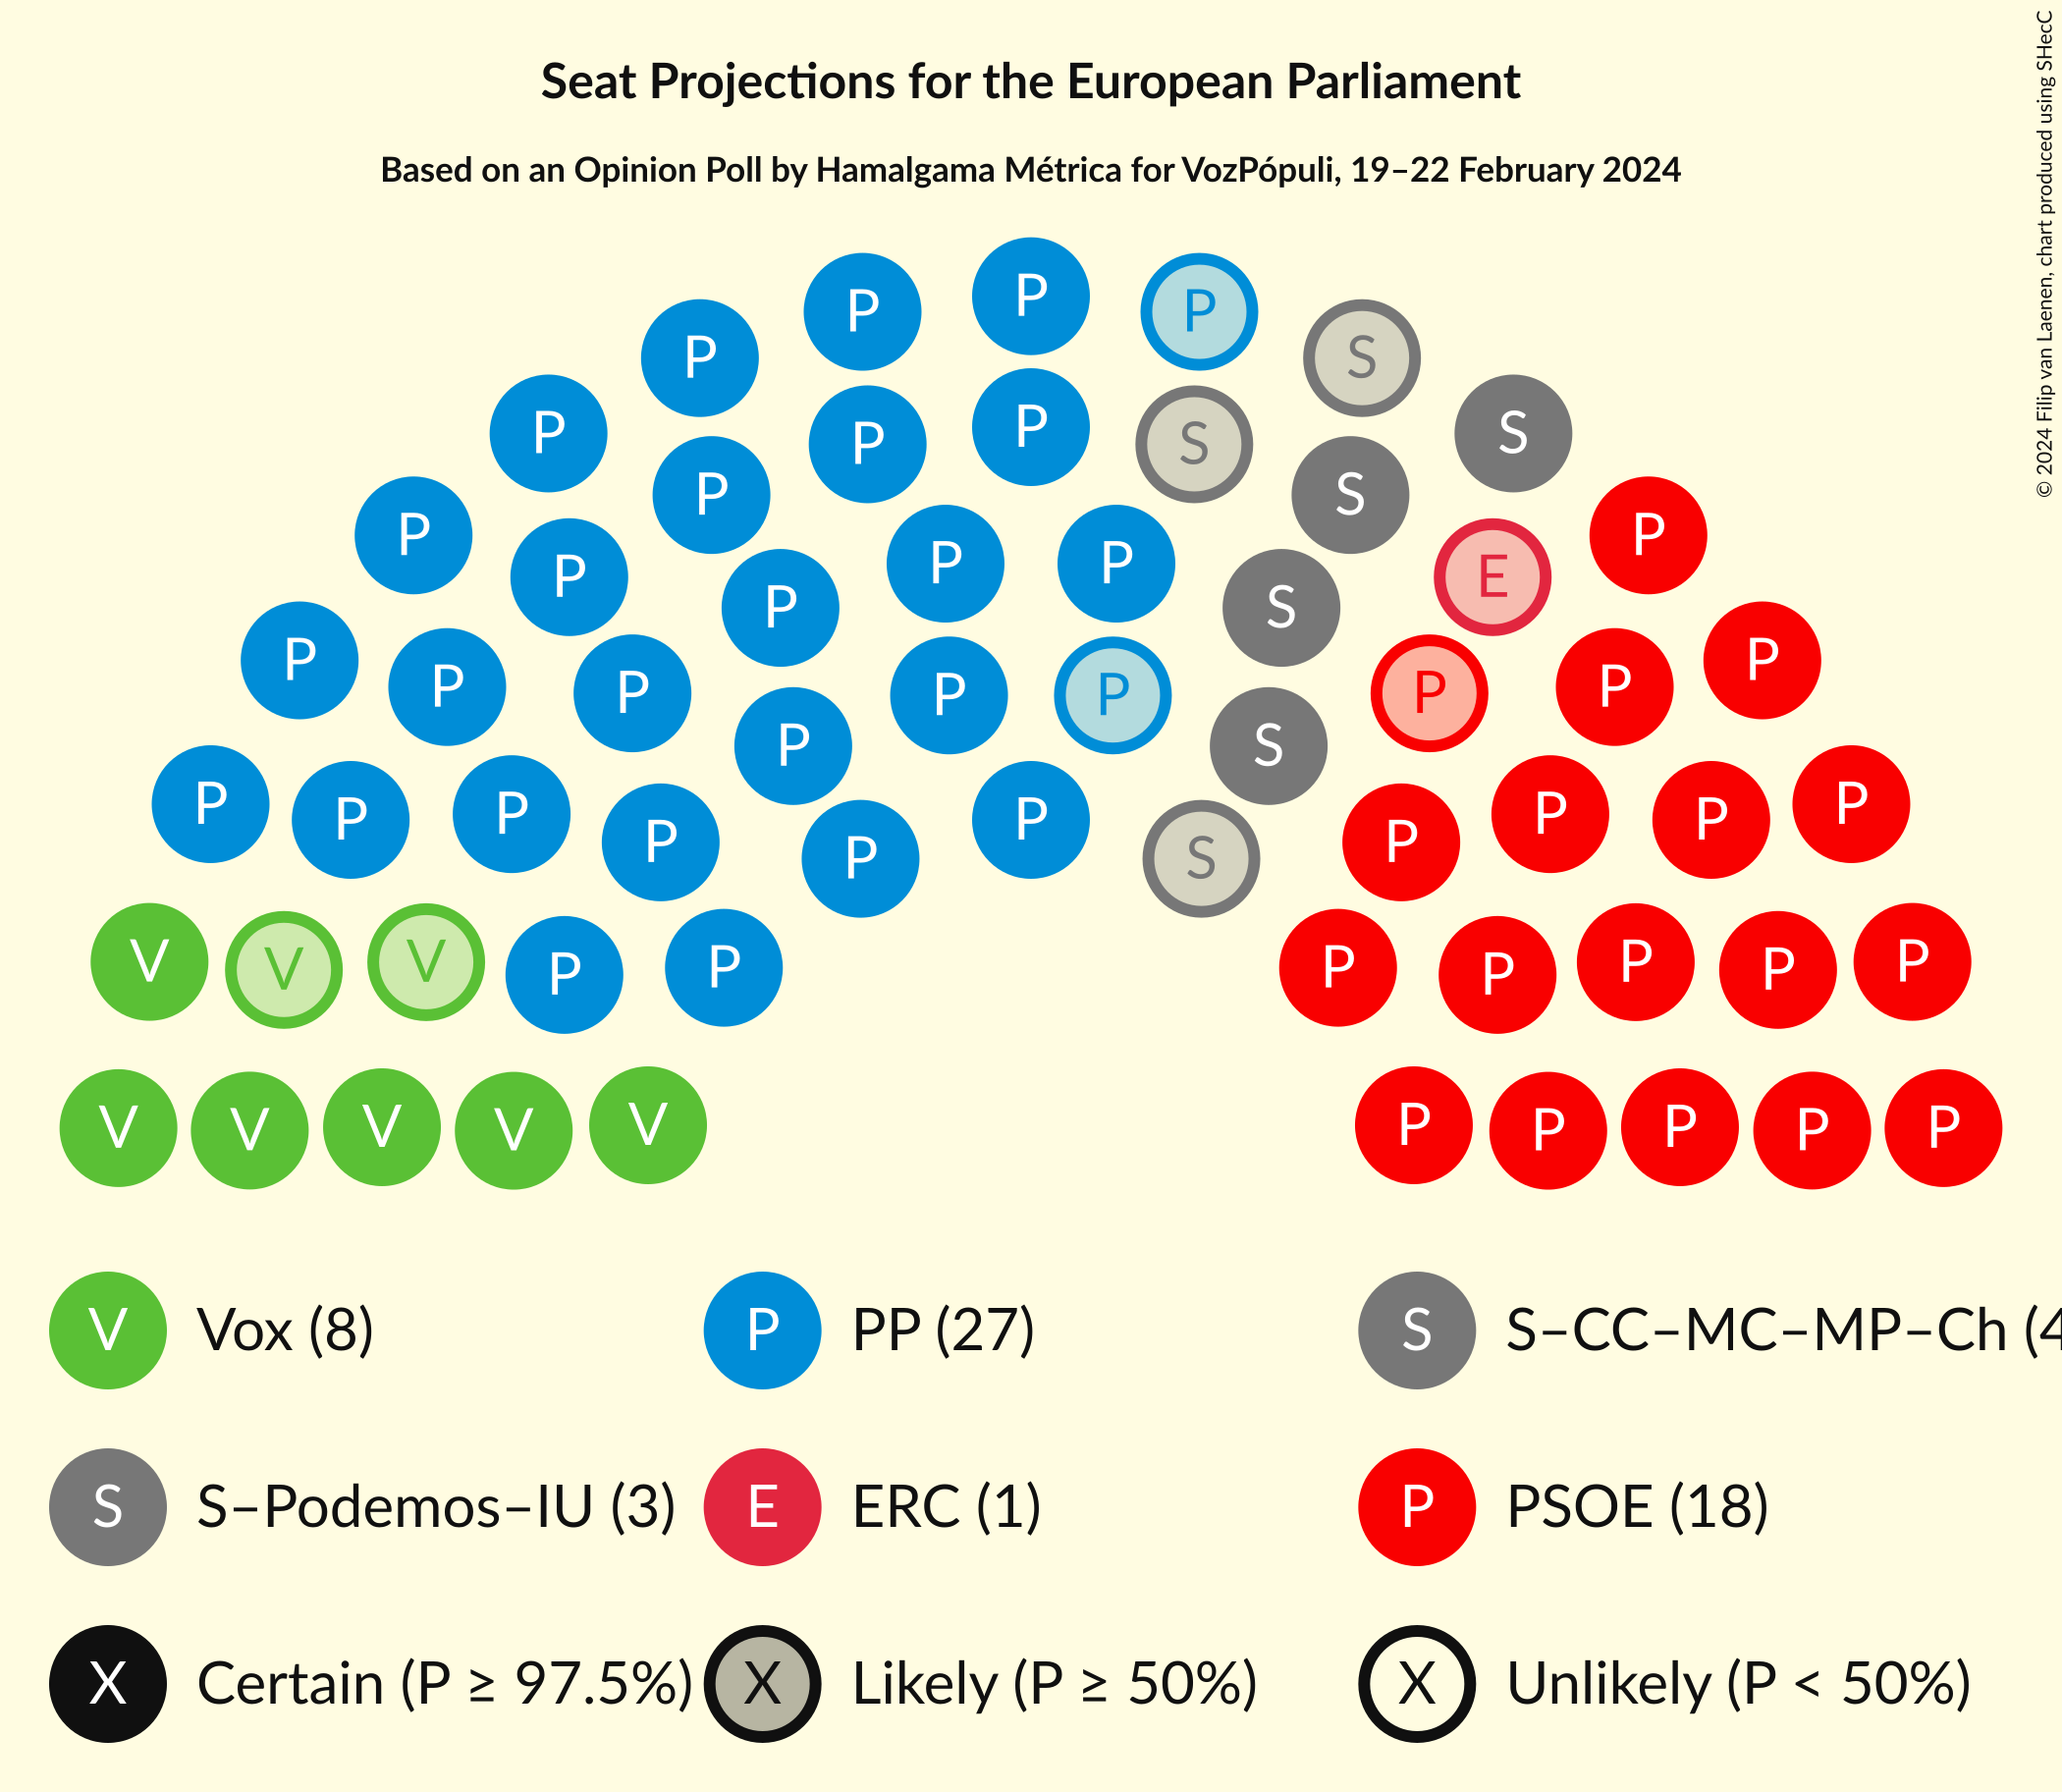 Seat Projections for the European Parliament
Based on an Opinion Poll by Hamalgama Métrica for VozPópuli, 19–22 February 2024
© 2024 Filip van Laenen, chart produced using SHecC
P P P
P S
P P P S S
P S
P P
P P P E
P S
P P
P P P P P P
P S
P P P P P P P
P P S P
V V V P P P P P P P
V V V V V P P P P P
V Vox (8)
P PP (27)
S S–CC–MC–MP–Ch (4
S S–Podemos–IU (3)
E ERC (1)
P PSOE (18)
X Certain (P ≥ 97.5%)
X Likely (P ≥ 50%)
X Unlikely (P < 50%)